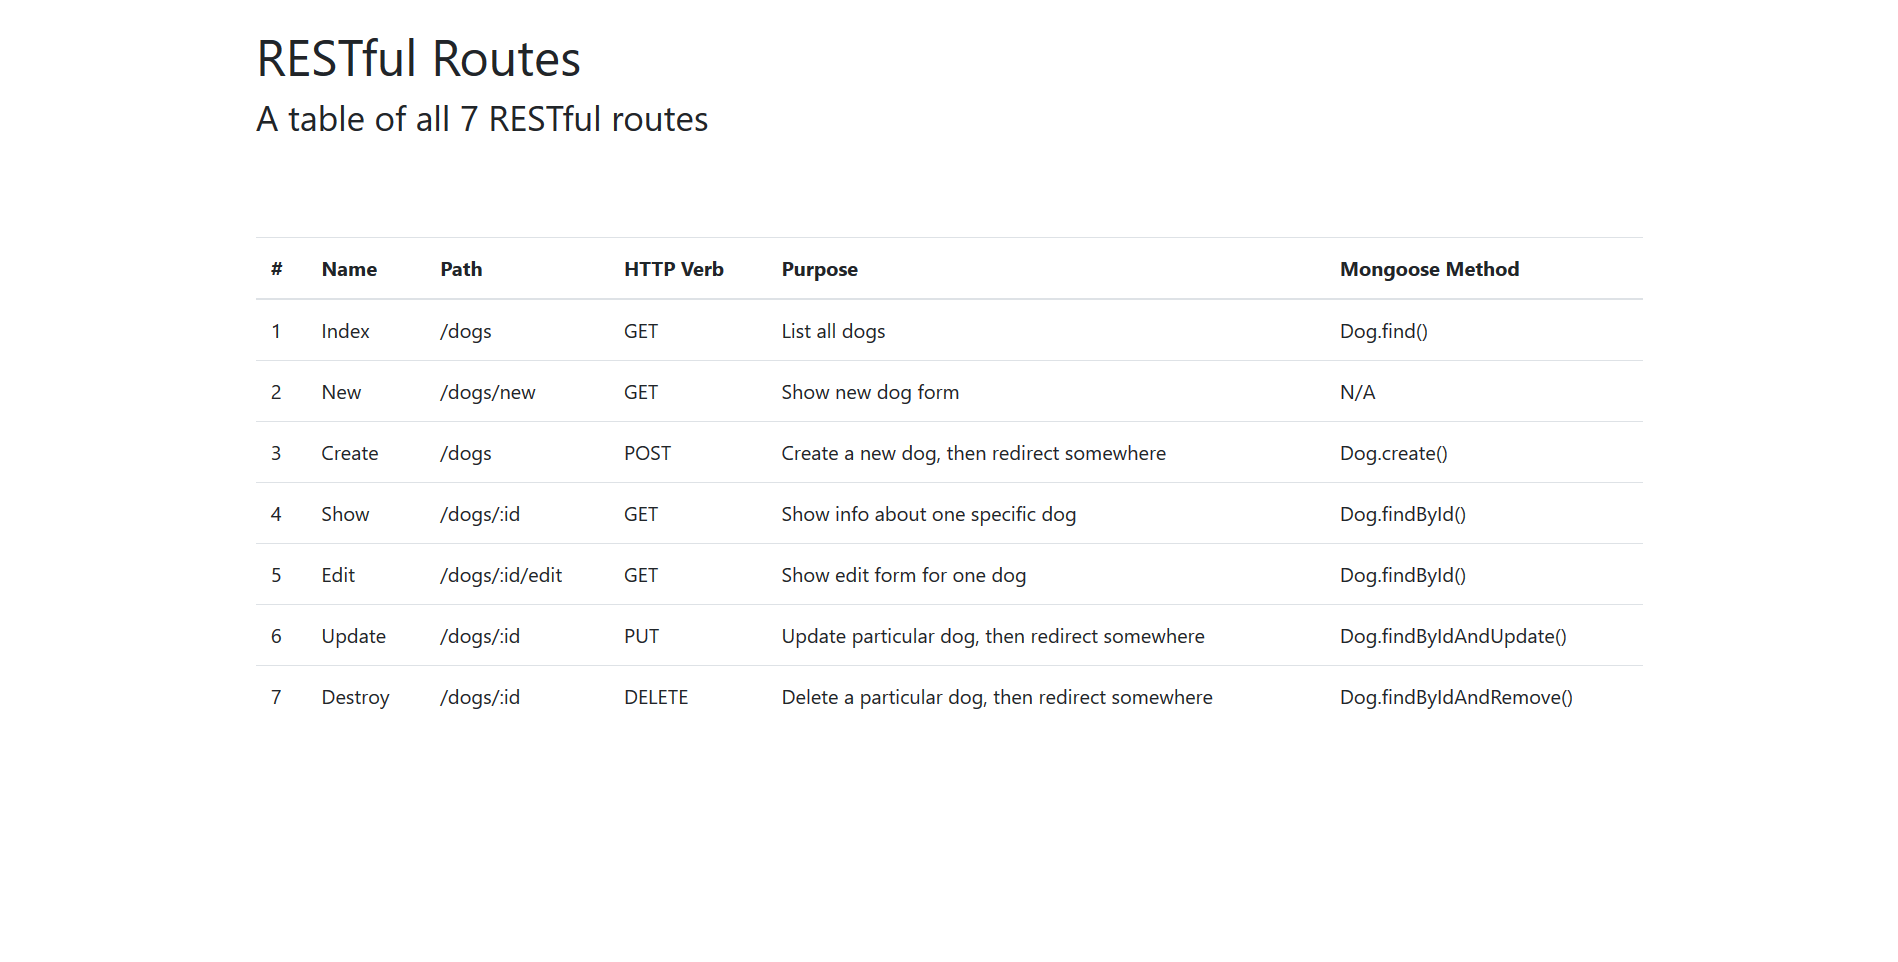 RESTful Routes
A table of all 7 RESTful routes
# Name Path HTTP Verb Purpose Mongoose Method
1 Index /dogs GET List all dogs Dog.find()
2 New /dogs/new GET Show new dog form N/A
3 Create /dogs POST Create a new dog, then redirect somewhere Dog.create()
4 Show /dogs/:id GET Show info about one specific dog Dog.findById()
5 Edit /dogs/:id/edit GET Show edit form for one dog Dog.findById()
6 Update /dogs/:id PUT Update particular dog, then redirect somewhere Dog.findByIdAndUpdate()
7 Destroy /dogs/:id DELETE Delete a particular dog, then redirect somewhere Dog.findByIdAndRemove()